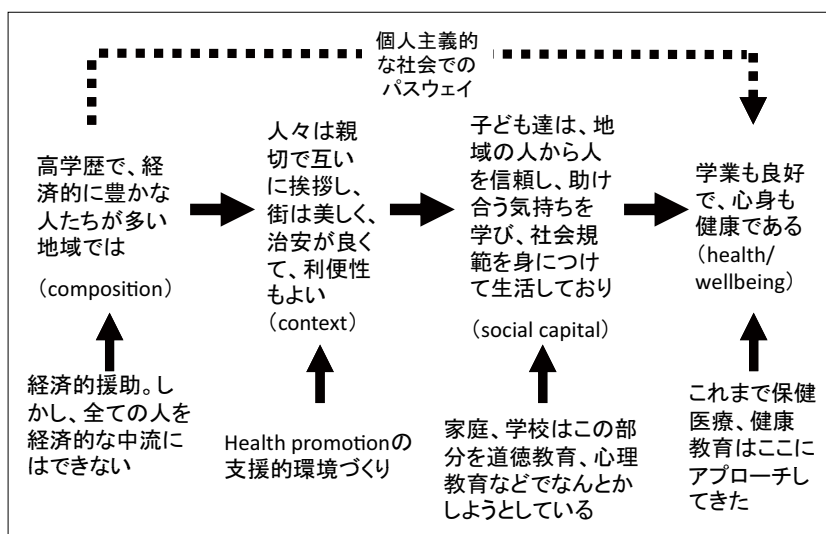 個人主義的
な社会での
パスウェイ
高学歴で、経
済的に豊かな
人たちが多い
地域では
（composition）
人々は親
切で互い
に挨拶し、
街は美しく、
治安が良く
て、利便性
もよい
（context）
子ども達は、地
域の人から人
を信頼し、助け
合う気持ちを
学び、社会規
範を身につけ
て生活しており
（social capital）
学業も良好
で、心身も
健康である
（health/
wellbeing）
経済的援助。し
かし、全ての人を
経済的な中流に
はできない
Health promotionの
支援的環境づくり
家庭、学校はこの部
分を道徳教育、心理
教育などでなんとか
しようとしている
これまで保健
医療、健康
教育はここに
アプローチし
てきた